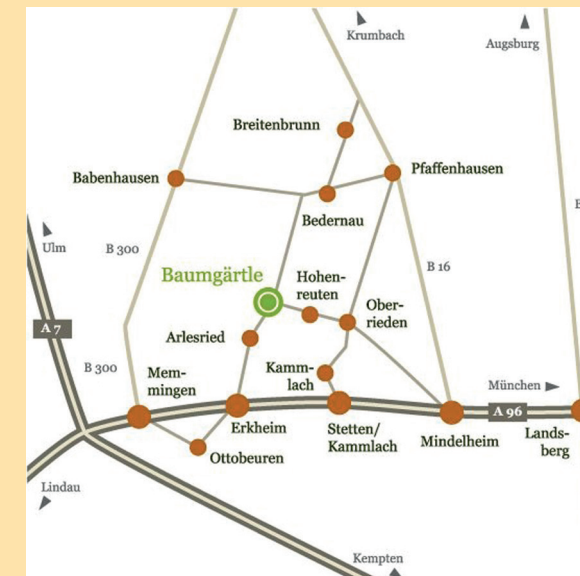 Krumbach
Augsburg
Breitenbrunn
Babenhausen
Pfaffenhausen
Bedernau
Ulm
B 300
B 16
Baumgärtle
Hohen-
reuten
Ober-
rieden
A 7
Arlesried
B 300
Mem-
mingen
Kamm-
lach
München
A 96
Erkheim
Stetten/
Kammlach
Mindelheim
Lands-
berg
Ottobeuren
Lindau
Kempten